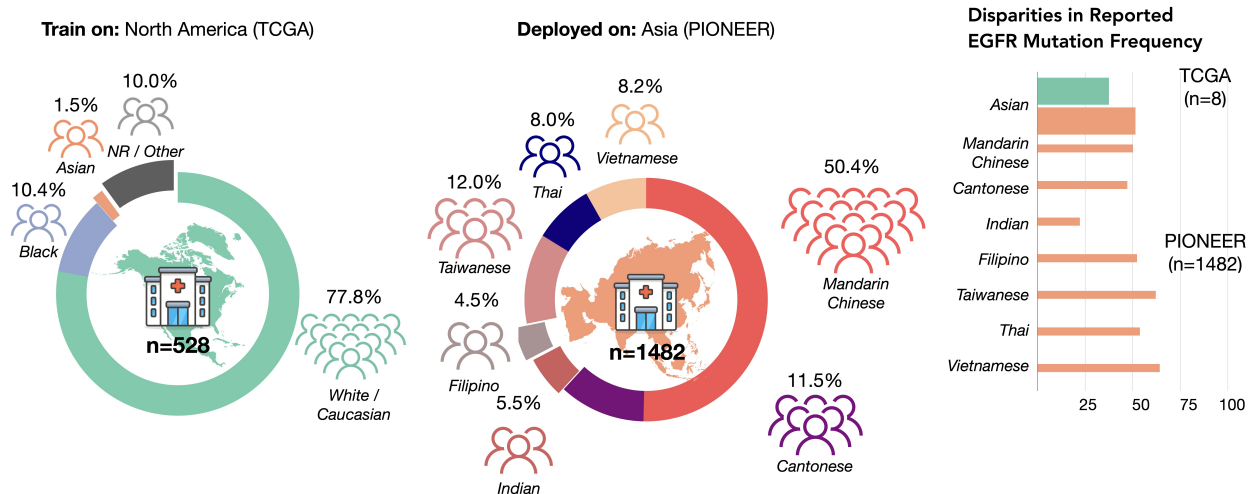 Train on: North America (TCGA)
10.0%
1.5%
NR / Other
Asian
10.4%
Black
n=528
77.8%
White /
Caucasian
Deployed on: Asia (PIONEER)
8.2%
8.0%
Vietnamese
Thai
12.0%
Taiwanese
50.4%
Mandarin
Chinese
4.5%
Filipino
n=1482
5.5%
Indian
11.5%
Cantonese
Disparities in Reported
EGFR Mutation Frequency
TCGA
(n=8)
Asian
Mandarin
Chinese
Cantonese
Indian
PIONEER
(n=1482)
Filipino
Taiwanese
Thai
Vietnamese
25 50 75 100